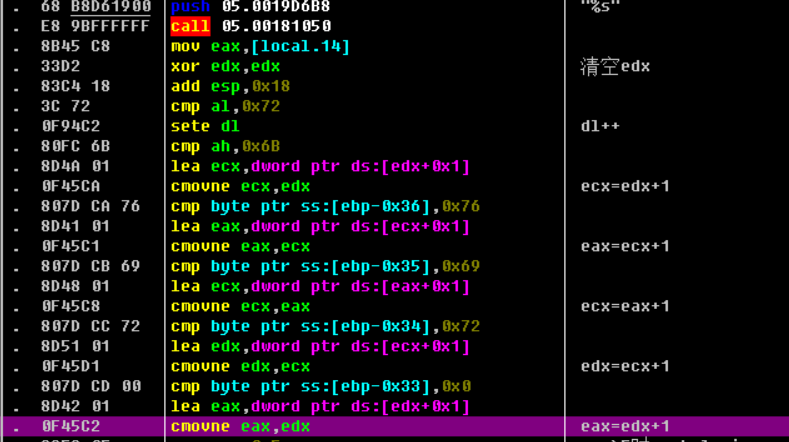 . 68 B8D61900 push 05.0019D6B8 "%s"
. E8 9BFFFFFF call 05.00181050
. 8B45 C8 mov eax,[local.14]
. 33D2 xor edx,edx 清空edx
. 83C4 18 add esp,0x18
. 3C 72 cmp al,0x72
. 0F94C2 sete dl dl++
. 80FC 6B cmp ah,0x6B
. 8D4A 01 lea ecx,dword ptr ds:[edx+0x1]
. 0F45CA cmovne ecx,edx ecx=edx+1
. 807D CA 76 cmp byte ptr ss:[ebp-0x36],0x76
. 8D41 01 lea eax,dword ptr ds:[ecx+0x1]
. 0F45C1 cmovne eax,ecx eax=ecx+1
. 807D CB 69 cmp byte ptr ss:[ebp-0x35],0x69
. 8D48 01 lea ecx,dword ptr ds:[eax+0x1]
. 0F45C8 cmovne ecx,eax ecx=eax+1
. 807D CC 72 cmp byte ptr ss:[ebp-0x34],0x72
. 8D51 01 lea edx,dword ptr ds:[ecx+0x1]
. 0F45D1 cmovne edx,ecx edx=ecx+1
. 807D CD 00 cmp byte ptr ss:[ebp-0x33],0x0
. 8D42 01 lea eax,dword ptr ds:[edx+0x1]
. 0F45C2 cmovne eax,edx eax=edx+1